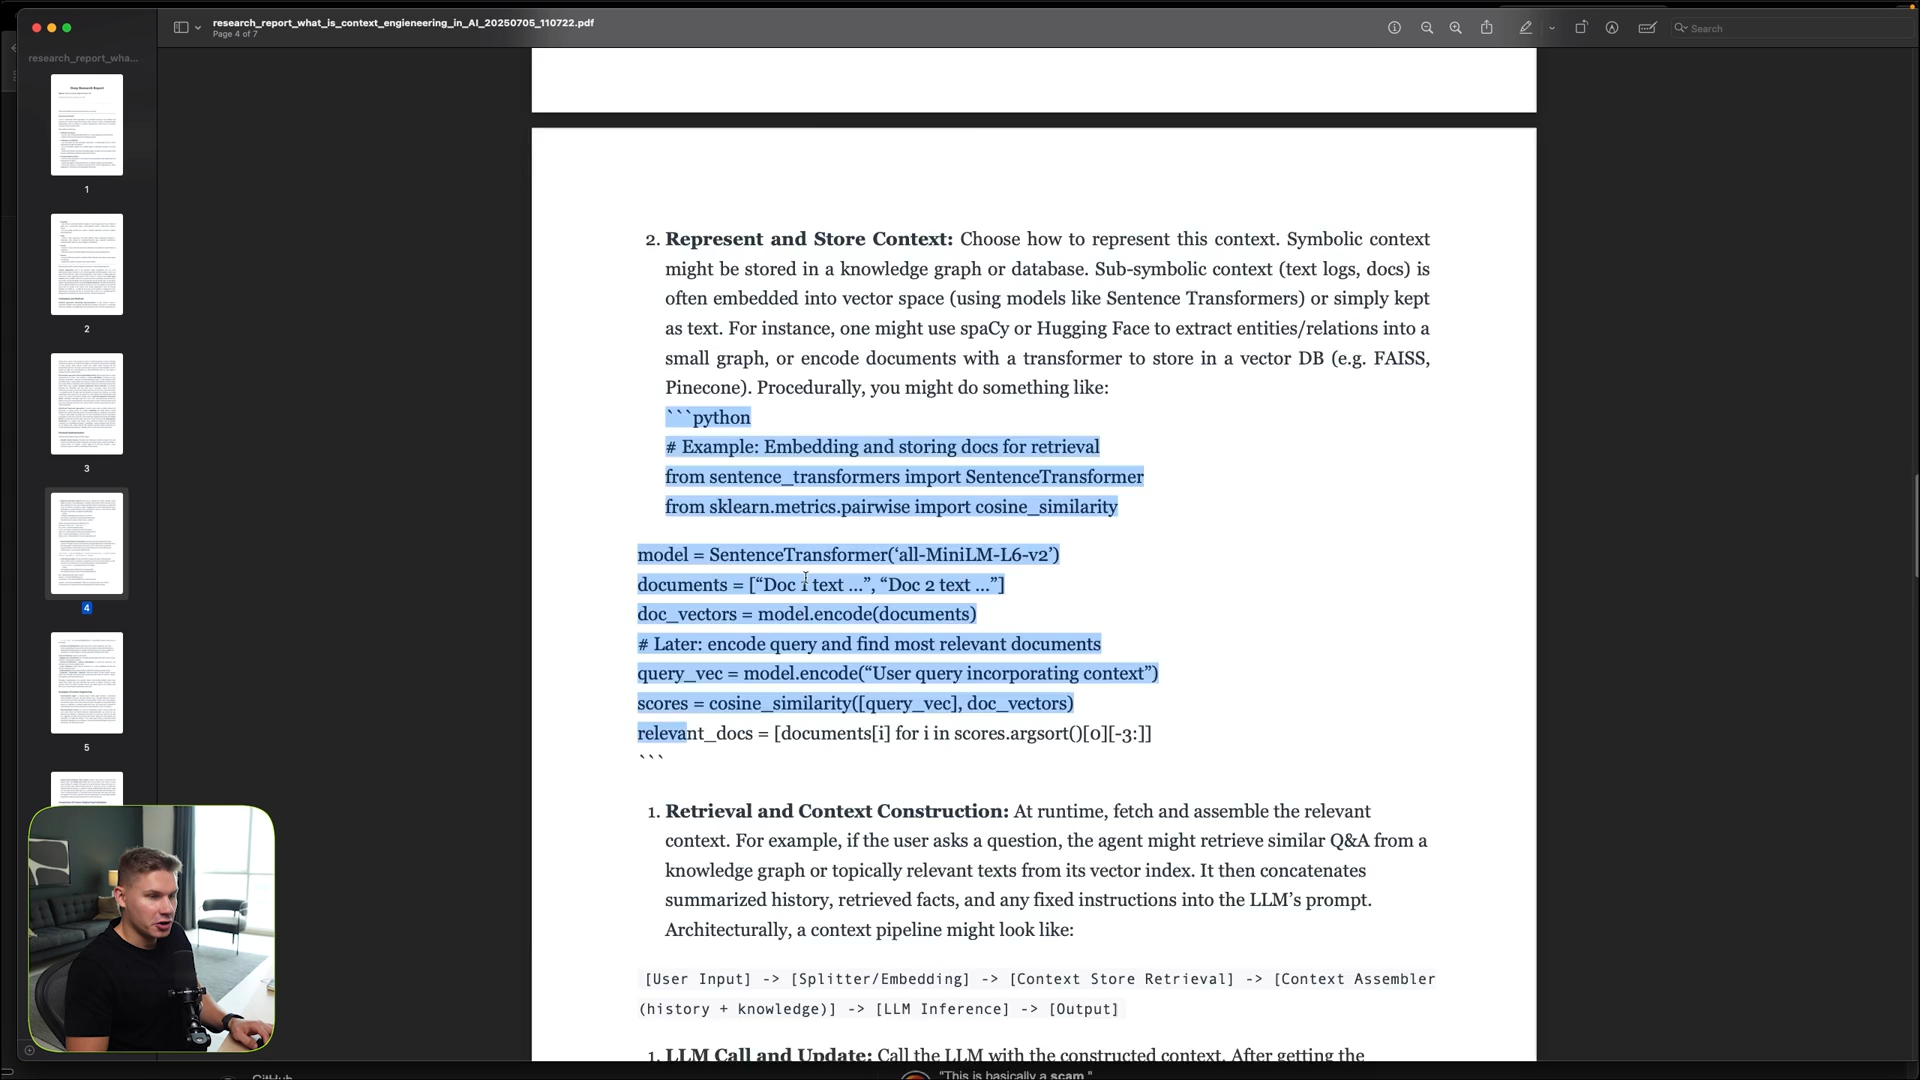 research_report_what_is_context_engieneering_in_AI_20250705_110722.pdf
Page 4 of 7
Search
research_report_wha...
Deep Research Report
1
2
3
4
5
2. Represent and Store Context: Choose how to represent this context. Symbolic context
might be stored in a knowledge graph or database. Sub-symbolic context (text logs, docs) is
often embedded into vector space (using models like Sentence Transformers) or simply kept
as text. For instance, one might use spaCy or Hugging Face to extract entities/relations into a
small graph, or encode documents with a transformer to store in a vector DB (e.g. FAISS,
Pinecone). Procedurally, you might do something like:
```python
# Example: Embedding and storing docs for retrieval
from sentence_transformers import SentenceTransformer
from sklearn.metrics.pairwise import cosine_similarity
model = SentenceTransformer(‘all-MiniLM-L6-v2’)
documents = [“Doc 1 text …”, “Doc 2 text …”]
doc_vectors = model.encode(documents)
# Later: encode query and find most relevant documents
query_vec = model.encode(“User query incorporating context”)
scores = cosine_similarity([query_vec], doc_vectors)
relevant_docs = [documents[i] for i in scores.argsort()[0][-3:]]
```
1. Retrieval and Context Construction: At runtime, fetch and assemble the relevant
context. For example, if the user asks a question, the agent might retrieve similar Q&A from a
knowledge graph or topically relevant texts from its vector index. It then concatenates
summarized history, retrieved facts, and any fixed instructions into the LLM’s prompt.
Architecturally, a context pipeline might look like:
[User Input] -> [Splitter/Embedding] -> [Context Store Retrieval] -> [Context Assembler
(history + knowledge)] -> [LLM Inference] -> [Output]
1. LLM Call and Update: Call the LLM with the constructed context. After getting the
GitHub
"This is basically a scam."